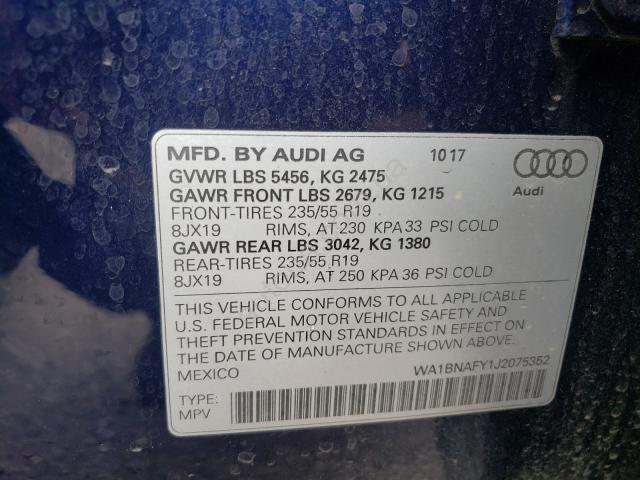 MFD. BY AUDI AG 10 17
GVWR LBS 5456, KG 2475
GAWR FRONT LBS 2679, KG 1215
FRONT-TIRES 235/55 R19
8JX19 RIMS, AT 230 KPA 33 PSI COLD
GAWR REAR LBS 3042, KG 1380
REAR-TIRES 235/55 R19
8JX19 RIMS, AT 250 KPA 36 PSI COLD
Audi
THIS VEHICLE CONFORMS TO ALL APPLICABLE
U.S. FEDERAL MOTOR VEHICLE SAFETY AND
THEFT PREVENTION STANDARDS IN EFFECT ON
THE DATE OF MANUFACTURE SHOWN ABOVE.
MEXICO WA1BNAFY1J2075352
TYPE:
MPV